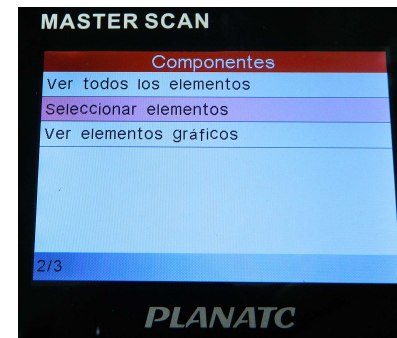 MASTER SCAN
Componentes
Ver todos los elementos
Seleccionar elementos
Ver elementos gráficos
2/3
PLANATC